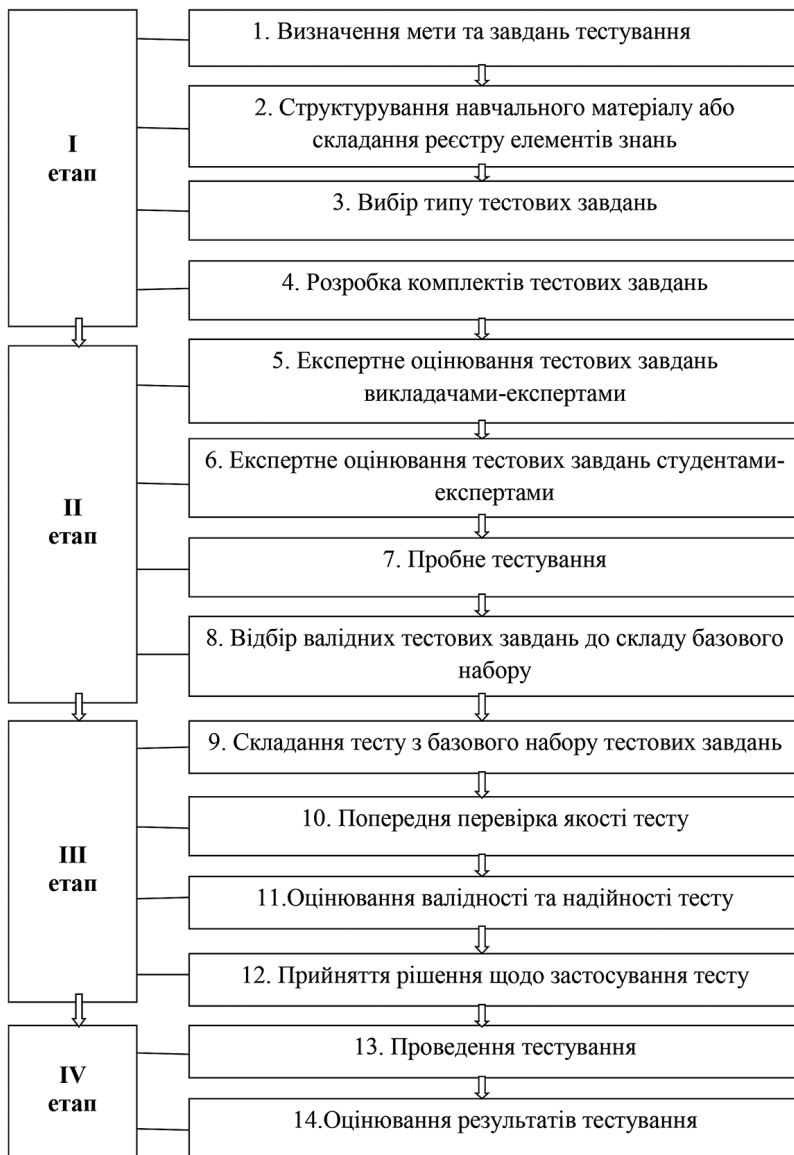 I
етап
1. Визначення мети та завдань тестування
2. Структурування навчального матеріалу або
складання реєстру елементів знань
3. Вибір типу тестових завдань
4. Розробка комплектів тестових завдань
II
етап
5. Експертне оцінювання тестових завдань
викладачами-експертами
6. Експертне оцінювання тестових завдань студентами-
експертами
7. Пробне тестування
8. Відбір валідних тестових завдань до складу базового
набору
III
етап
9. Складання тесту з базового набору тестових завдань
10. Попередня перевірка якості тесту
11.Оцінювання валідності та надійності тесту
12. Прийняття рішення щодо застосування тесту
IV
етап
13. Проведення тестування
14.Оцінювання результатів тестування